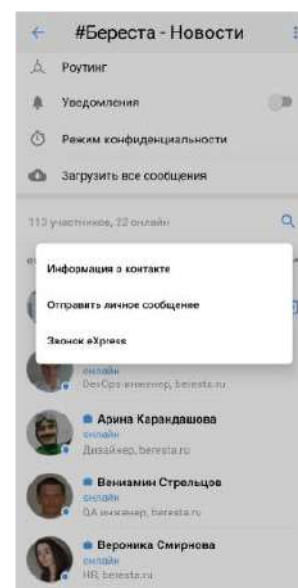 #Береста - Новости
Роутинг
Уведомления
Режим конфиденциальности
Загрузить все сообщения
113 участников, 22 онлайн
Информация о контакте
Отправить личное сообщение
Звонок eXpress
онлайн
DevOps-инженер, beresta.ru
Арина Карандашова
онлайн
Дизайнер, beresta.ru
Вениамин Стрельцов
онлайн
QA инженер, beresta.ru
Вероника Смирнова
онлайн
HR, beresta.ru